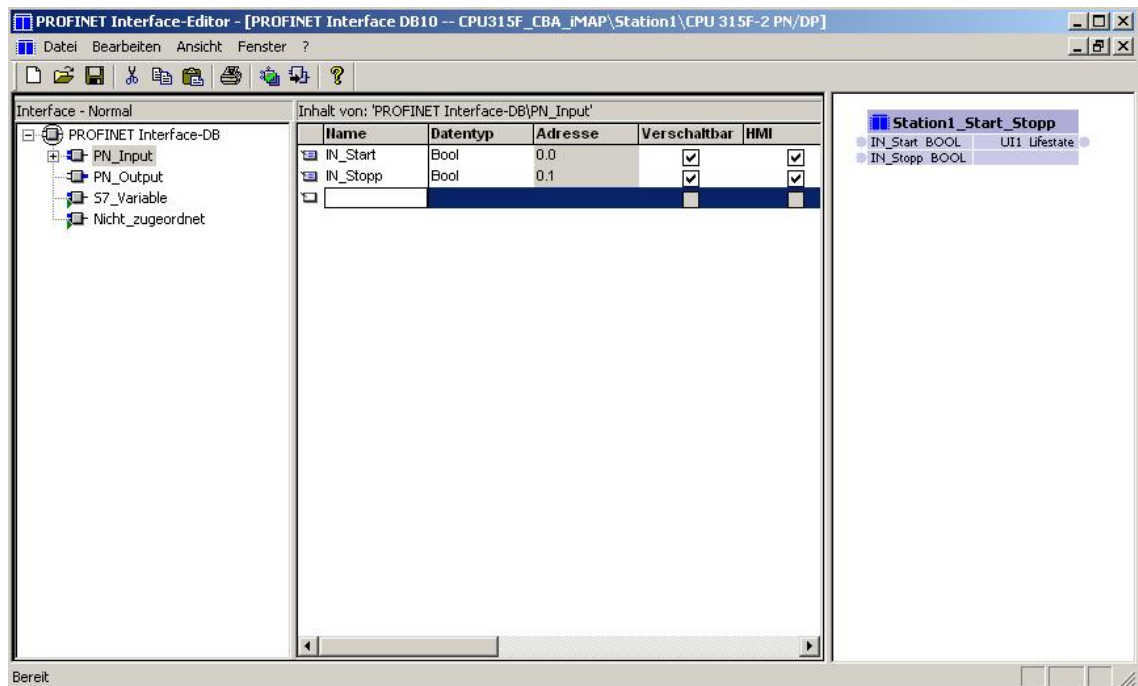 PROFINET Interface-Editor - [PROFINET Interface DB10 -- CPU315F_CBA_iMAP\Station1\CPU 315F-2 PN/DP]
Datei Bearbeiten Ansicht Fenster ?
Interface - Normal
PROFINET Interface-DB
PN_Input
PN_Output
S7_Variable
Nicht_zugeordnet
Inhalt von: 'PROFINET Interface-DB\PN_Input'
Name Datentyp Adresse Verschaltbar HMI
IN_Start Bool 0.0
IN_Stopp Bool 0.1
Station1_Start_Stopp
IN_Start BOOL UI1 Lifestate
IN_Stopp BOOL
Bereit